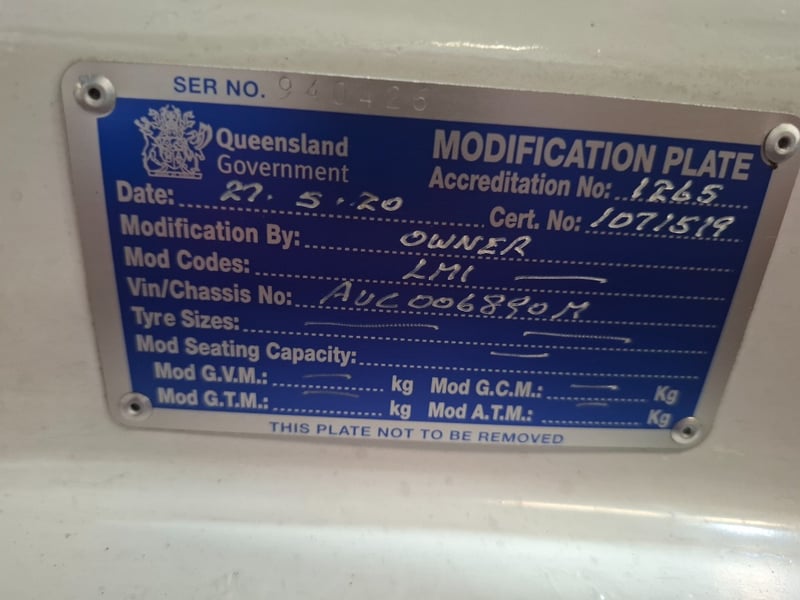 SER NO. 940426
Queensland
Government
MODIFICATION PLATE
Accreditation No: 1265
Date: 27.5.20
Cert. No: 1071519
Modification By: OWNER
Mod Codes: LM1 —
Vin/Chassis No: AUC006890M
Tyre Sizes: — —
Mod Seating Capacity: —
Mod G.V.M.: — kg Mod G.C.M.: — Kg
Mod G.T.M.: — kg Mod A.T.M.: — Kg
THIS PLATE NOT TO BE REMOVED